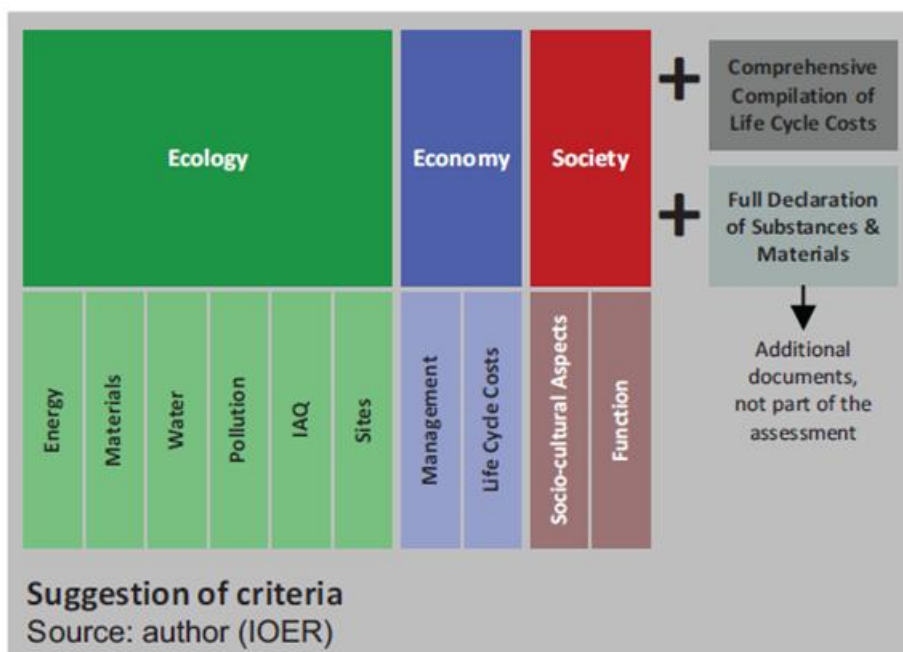 Ecology
Economy
Society
+
Comprehensive
Compilation of
Life Cycle Costs
+
Full Declaration
of Substances &
Materials
Additional
documents,
not part of the
assessment
Energy
Materials
Water
Pollution
IAQ
Sites
Management
Life Cycle Costs
Socio-cultural Aspects
Function
Suggestion of criteria
Source: author (IOER)